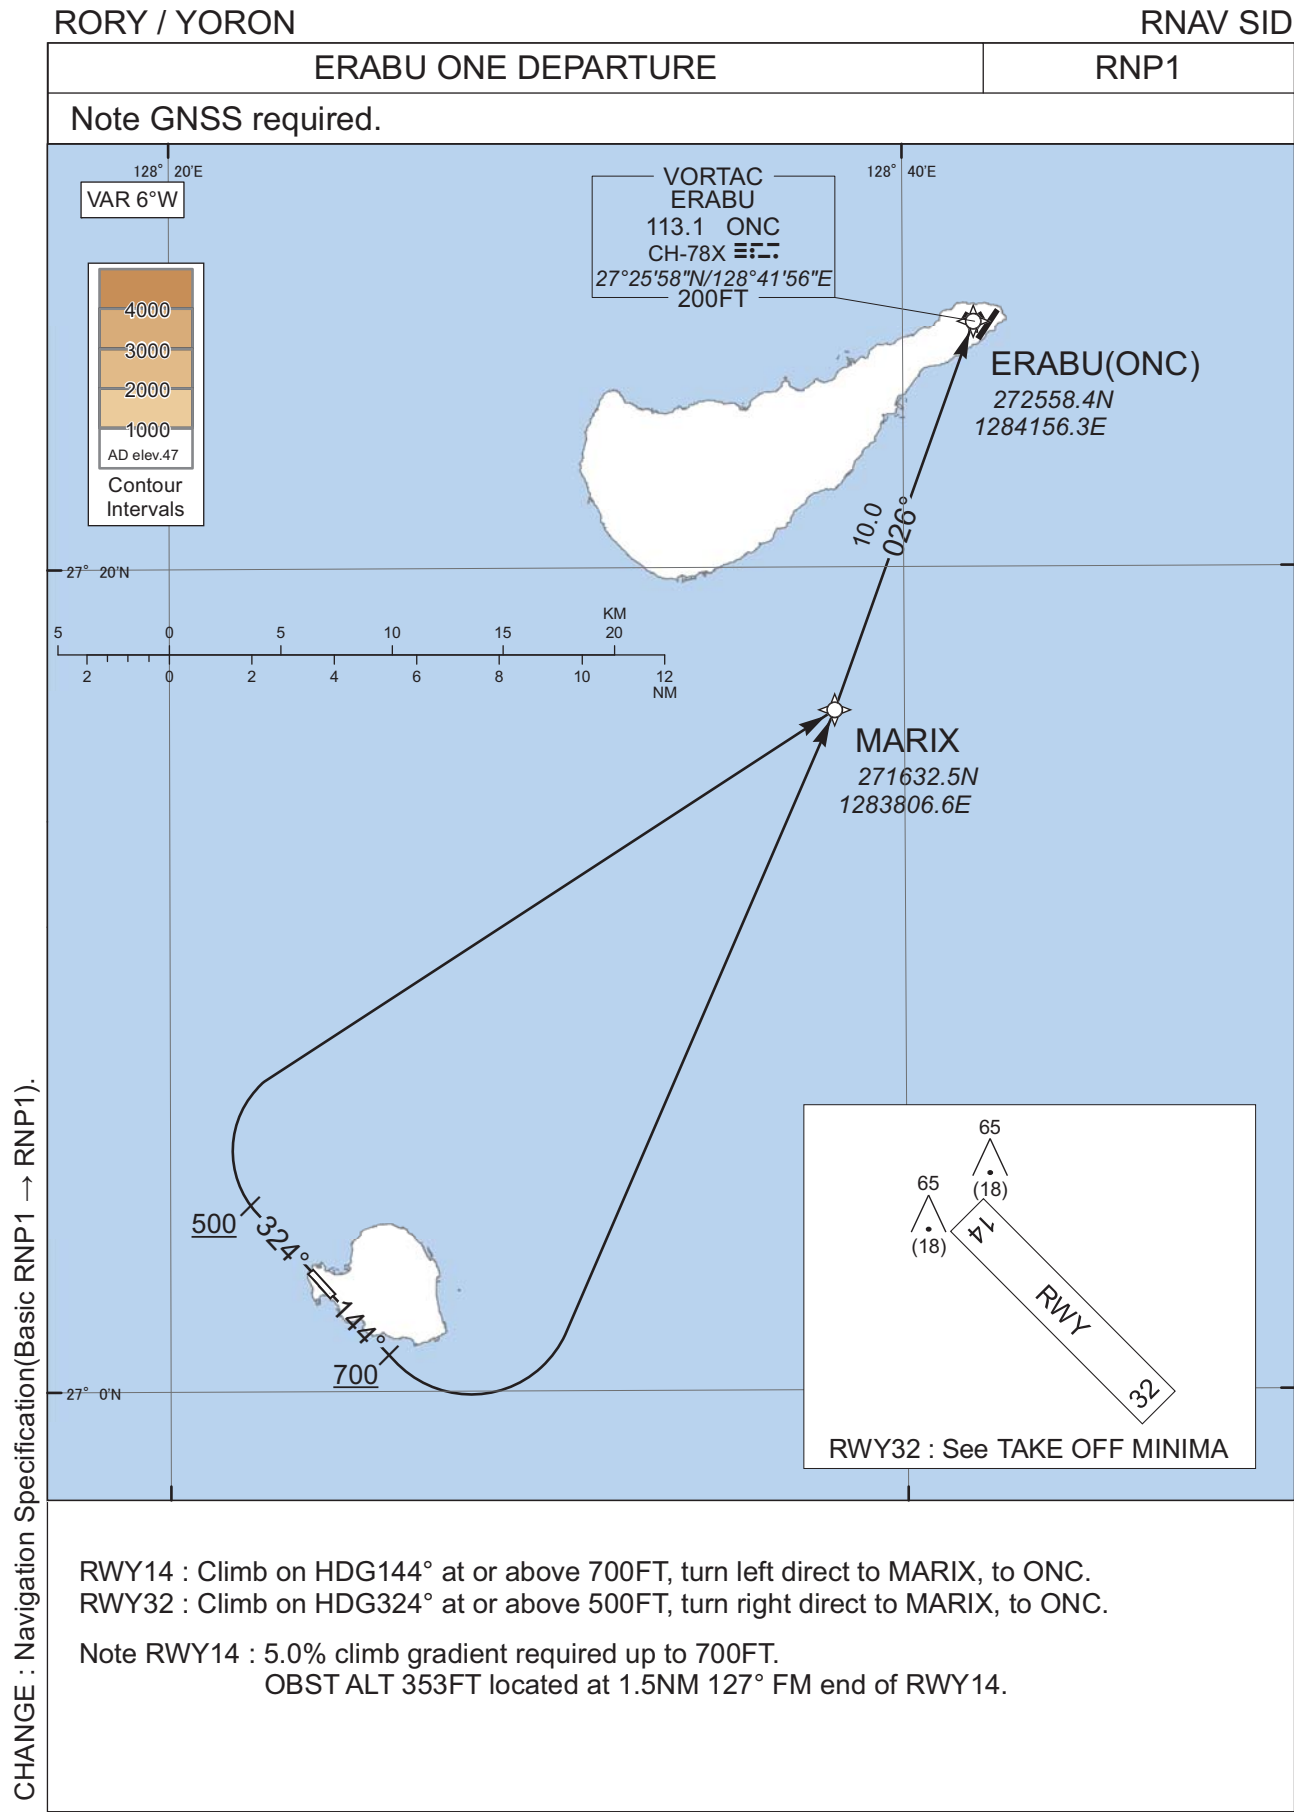 RORY / YORON
RNAV SID
ERABU ONE DEPARTURE
RNP1
Note GNSS required.
128° 20'E
128° 40'E
VAR 6°W
VORTAC
ERABU
113.1 ONC
CH-78X
27°25'58"N/128°41'56"E
200FT
4000
3000
2000
1000
AD elev.47
Contour
Intervals
ERABU(ONC)
272558.4N
1284156.3E
10.0
026°
27° 20'N
KM
5 0 5 10 15 20
2 0 2 4 6 8 10 12
NM
MARIX
271632.5N
1283806.6E
500
324°
144°
700
27° 0'N
65
(18)
65
(18)
14
RWY
32
RWY32 : See TAKE OFF MINIMA
RWY14 : Climb on HDG144° at or above 700FT, turn left direct to MARIX, to ONC.
RWY32 : Climb on HDG324° at or above 500FT, turn right direct to MARIX, to ONC.
Note RWY14 : 5.0% climb gradient required up to 700FT.
OBST ALT 353FT located at 1.5NM 127° FM end of RWY14.
CHANGE : Navigation Specification(Basic RNP1 → RNP1).